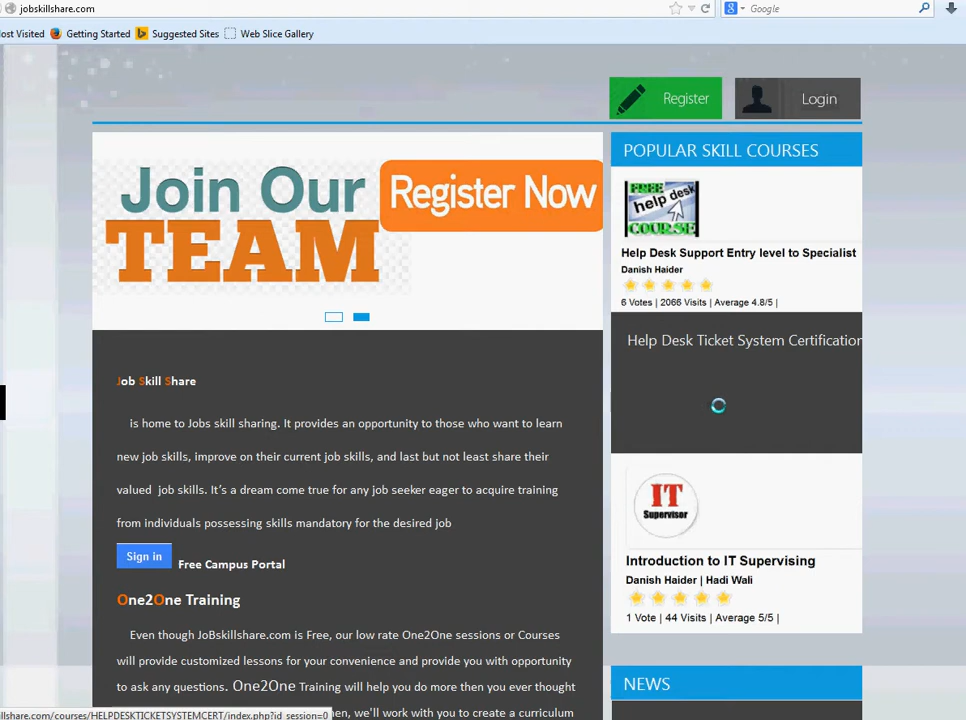 jobskillshare.com
Google
ost Visited Getting Started Suggested Sites Web Slice Gallery
Register Login
Join Our
TEAM
Register Now
POPULAR SKILL COURSES
FREE
help desk
COURSE
Help Desk Support Entry level to Specialist
Danish Haider
6 Votes | 2066 Visits | Average 4.8/5 |
Help Desk Ticket System Certification
IT
Supervisor
Introduction to IT Supervising
Danish Haider | Hadi Wali
1 Vote | 44 Visits | Average 5/5 |
NEWS
Job Skill Share
is home to Jobs skill sharing. It provides an opportunity to those who want to learn
new job skills, improve on their current job skills, and last but not least share their
valued job skills. It's a dream come true for any job seeker eager to acquire training
from individuals possessing skills mandatory for the desired job
Sign in Free Campus Portal
One2One Training
Even though JoBskillshare.com is Free, our low rate One2One sessions or Courses
will provide customized lessons for your convenience and provide you with opportunity
to ask any questions. One2One Training will help you do more then you ever thought
hen, we'll work with you to create a curriculum
illshare.com/courses/HELPDESKTICKETSYSTEMCERT/index.php?id_session=0